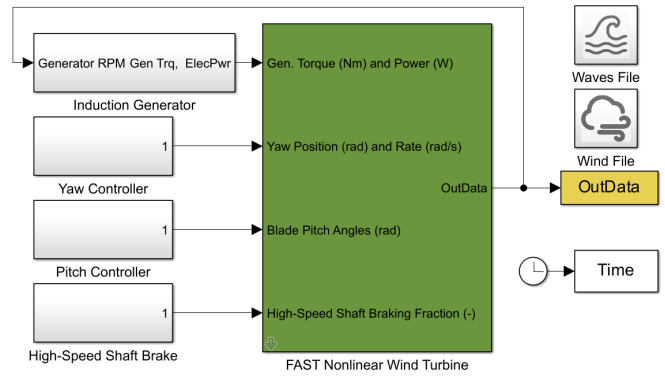 Generator RPM Gen Trq, ElecPwr
Induction Generator
1
Yaw Controller
1
Pitch Controller
1
High-Speed Shaft Brake
Gen. Torque (Nm) and Power (W)
Yaw Position (rad) and Rate (rad/s)
OutData
Blade Pitch Angles (rad)
High-Speed Shaft Braking Fraction (-)
FAST Nonlinear Wind Turbine
Waves File
Wind File
OutData
Time